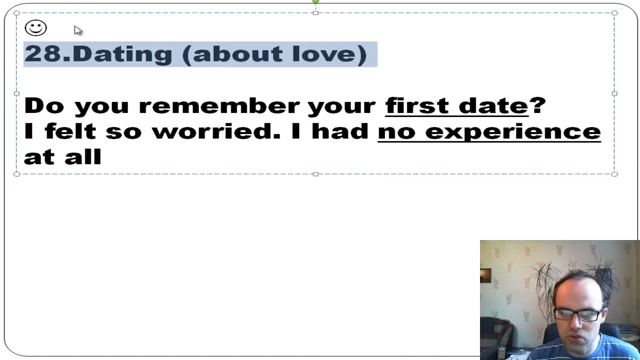 28.Dating (about love)
Do you remember your first date?
I felt so worried. I had no experience
at all